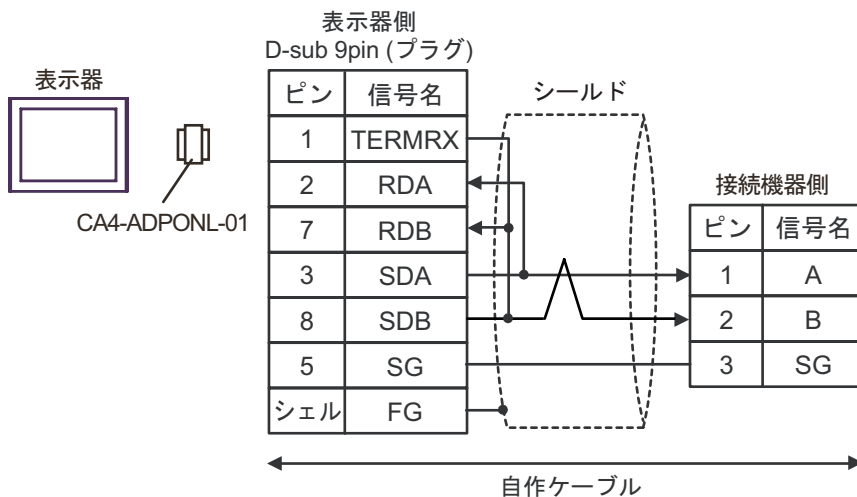 表示器側
D-sub 9pin (プラグ)
表示器
CA4-ADPONL-01
ピン 信号名
1 TERMRX
2 RDA
7 RDB
3 SDA
8 SDB
5 SG
シェル FG
シールド
接続機器側
ピン 信号名
1 A
2 B
3 SG
自作ケーブル